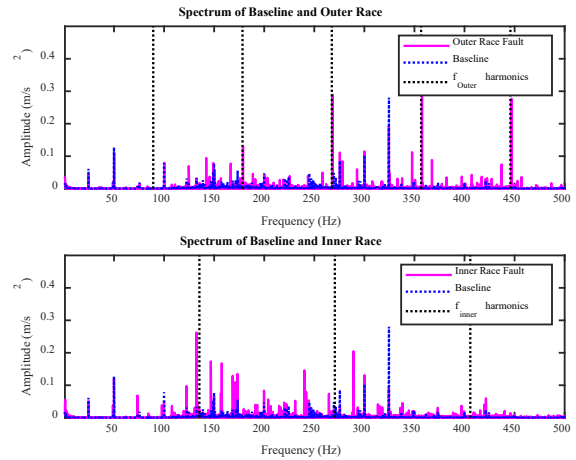 Spectrum of Baseline and Outer Race
Amplitude (m/s 2)
0.4
0.3
0.2
0.1
0
Outer Race Fault
Baseline
f Outer harmonics
50 100 150 200 250 300 350 400 450 500
Frequency (Hz)
Spectrum of Baseline and Inner Race
Amplitude (m/s 2)
0.4
0.3
0.2
0.1
0
Inner Race Fault
Baseline
f inner harmonics
50 100 150 200 250 300 350 400 450 500
Frequency (Hz)